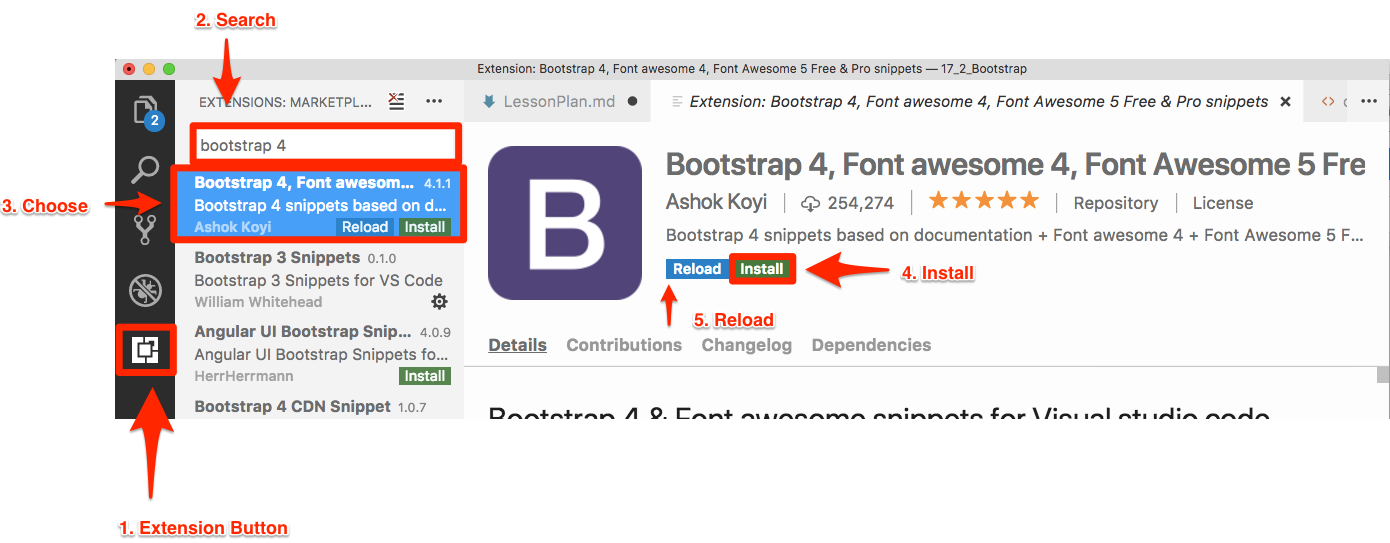 2. Search
Extension: Bootstrap 4, Font awesome 4, Font Awesome 5 Free & Pro snippets — 17_2_Bootstrap
2
EXTENSIONS: MARKETPL...
bootstrap 4
3. Choose
Bootstrap 4, Font awesom... 4.1.1
Bootstrap 4 snippets based on d...
Ashok Koyi Reload Install
Bootstrap 3 Snippets 0.1.0
Bootstrap 3 Snippets for VS Code
William Whitehead
Angular UI Bootstrap Snip... 4.0.9
Angular UI Bootstrap Snippets fo...
HerrHerrmann Install
Bootstrap 4 CDN Snippet 1.0.7
1. Extension Button
LessonPlan.md
Extension: Bootstrap 4, Font awesome 4, Font Awesome 5 Free & Pro snippets
B
Bootstrap 4, Font awesome 4, Font Awesome 5 Fre
Ashok Koyi 254,274 Repository License
Bootstrap 4 snippets based on documentation + Font awesome 4 + Font Awesome 5 F...
Reload Install
4. Install
5. Reload
Details Contributions Changelog Dependencies
Bootstrap 4 & Font awesome snippets for Visual studio code